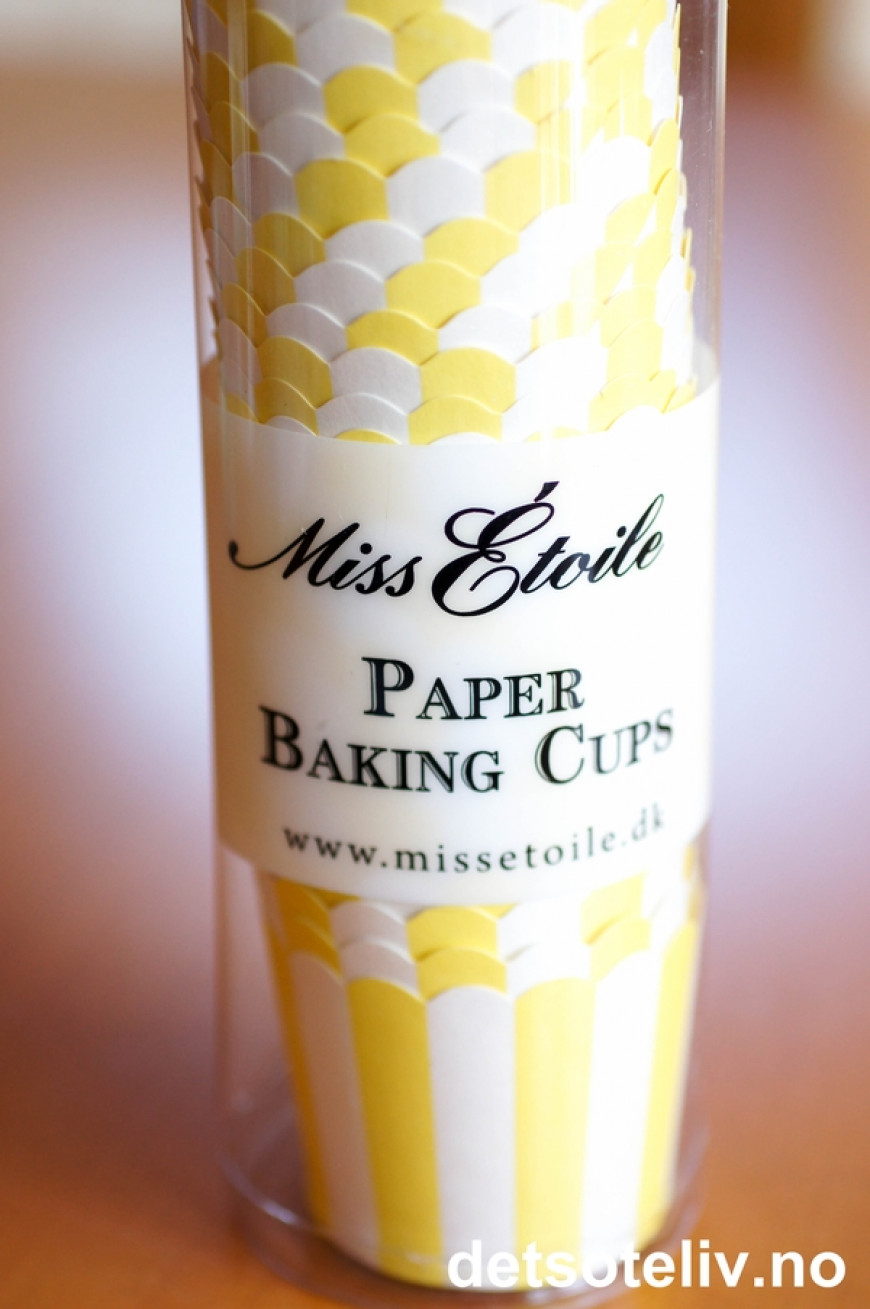 Miss Étoile
PAPER
BAKING CUPS
www.missetoile.dk
detsoteliv.no